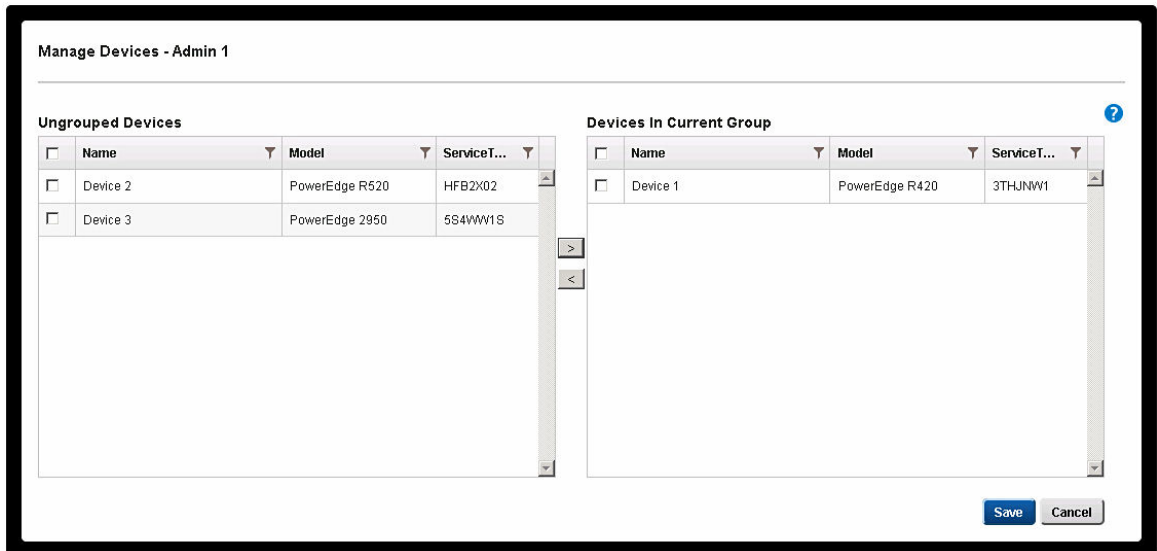 Manage Devices - Admin 1
?
Ungrouped Devices
Name Model ServiceT...
Device 2 PowerEdge R520 HFB2X02
Device 3 PowerEdge 2950 5S4WW1S
>
<
Devices In Current Group
Name Model ServiceT...
Device 1 PowerEdge R420 3THJNW1
Save Cancel